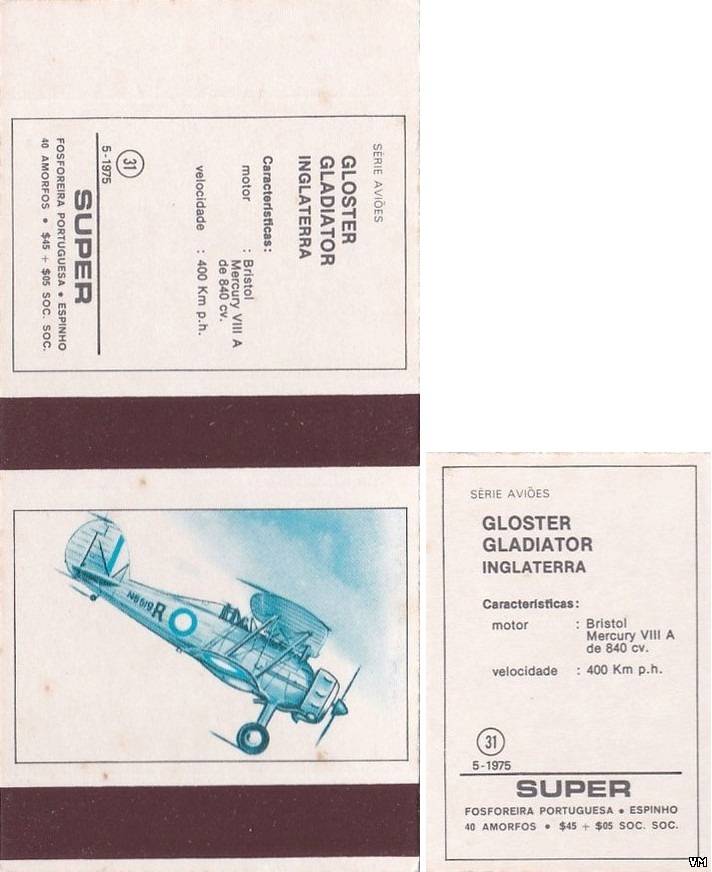 SÉRIE AVIÕES
GLOSTER
GLADIATOR
INGLATERRA
Características:
motor : Bristol
Mercury VIII A
de 840 cv.
velocidade : 400 Km p.h.
31
5-1975
SUPER
FOSFOREIRA PORTUGUESA • ESPINHO
40 AMORFOS • $45 + $05 SOC. SOC.
N5519
R
SÉRIE AVIÕES
GLOSTER
GLADIATOR
INGLATERRA
Características:
motor : Bristol
Mercury VIII A
de 840 cv.
velocidade : 400 Km p.h.
31
5-1975
SUPER
FOSFOREIRA PORTUGUESA • ESPINHO
40 AMORFOS • $45 + $05 SOC. SOC.
VM